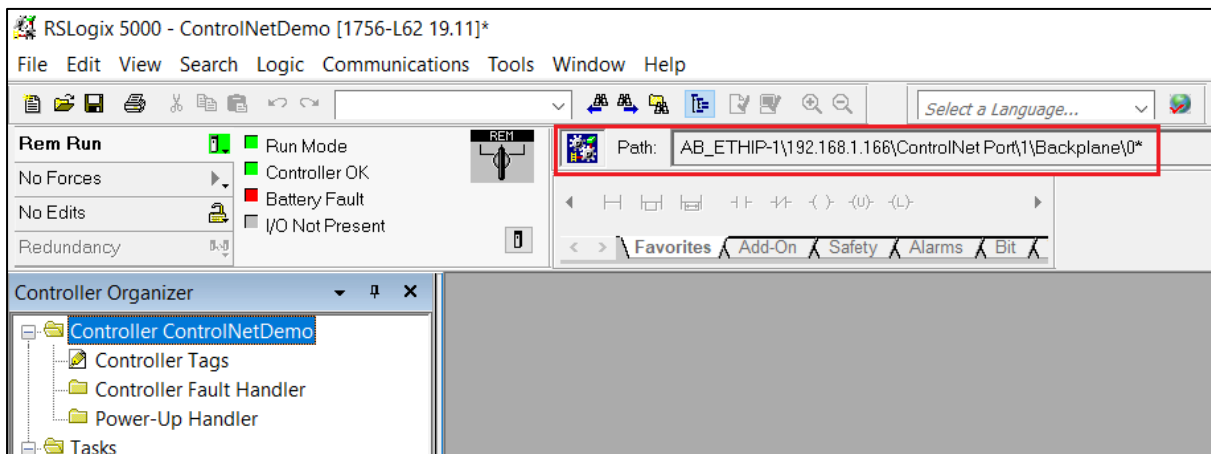 RSLogix 5000 - ControlNetDemo [1756-L62 19.11]*
File Edit View Search Logic Communications Tools Window Help
Select a Language...
Rem Run
Run Mode
REM
Path: AB_ETHIP-1\192.168.1.166\ControlNet Port\1\Backplane\0*
No Forces
Controller OK
Battery Fault
No Edits
I/O Not Present
(U) (L)
Redundancy
Favorites Add-On Safety Alarms Bit
Controller Organizer
Controller ControlNetDemo
Controller Tags
Controller Fault Handler
Power-Up Handler
Tasks